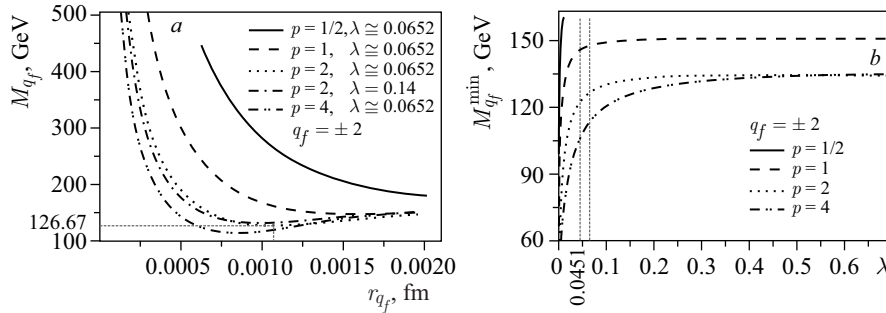 500
400
300
200
126.67
100
M_{q_f}, GeV
a
p = 1/2, λ ≅ 0.0652
p = 1, λ ≅ 0.0652
p = 2, λ ≅ 0.0652
p = 2, λ = 0.14
p = 4, λ ≅ 0.0652
q_f = ± 2
0.0005 0.0010 0.0015 0.0020
r_{q_f}, fm
150
120
90
60
M_{q_f}^{min}, GeV
b
q_f = ± 2
p = 1/2
p = 1
p = 2
p = 4
0 0.0451 0.1 0.2 0.3 0.4 0.5 0.6 λ